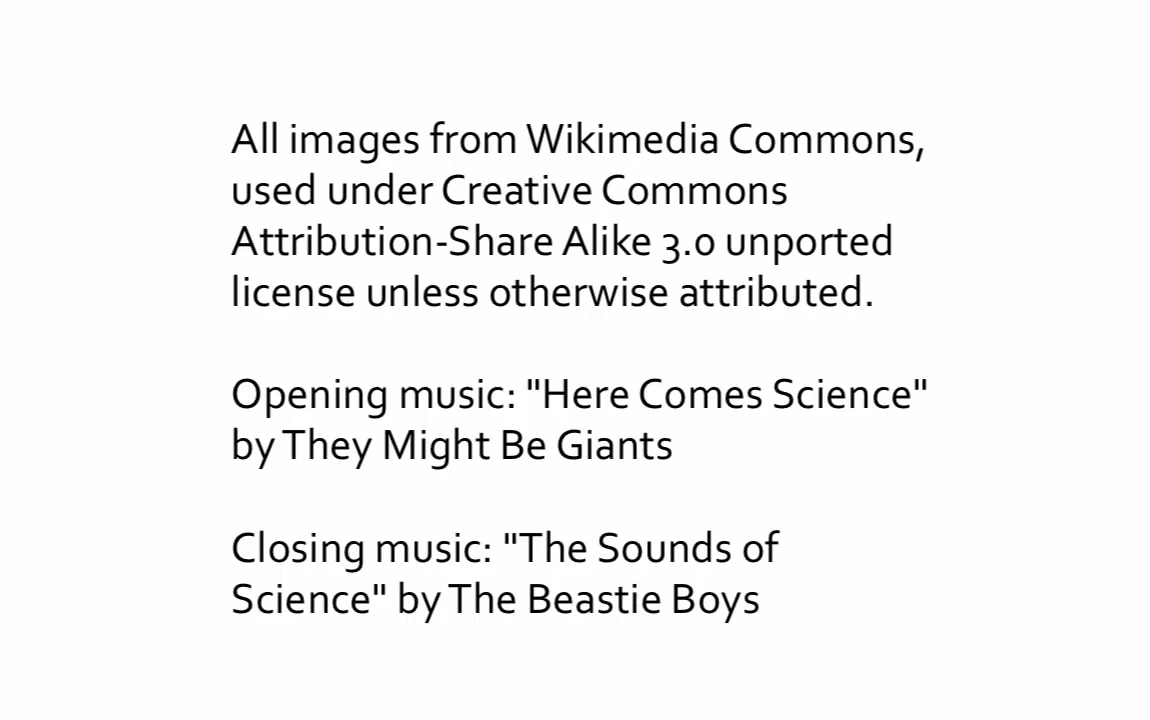 All images from Wikimedia Commons,
used under Creative Commons
Attribution-Share Alike 3.0 unported
license unless otherwise attributed.
Opening music: "Here Comes Science"
by They Might Be Giants
Closing music: "The Sounds of
Science" by The Beastie Boys